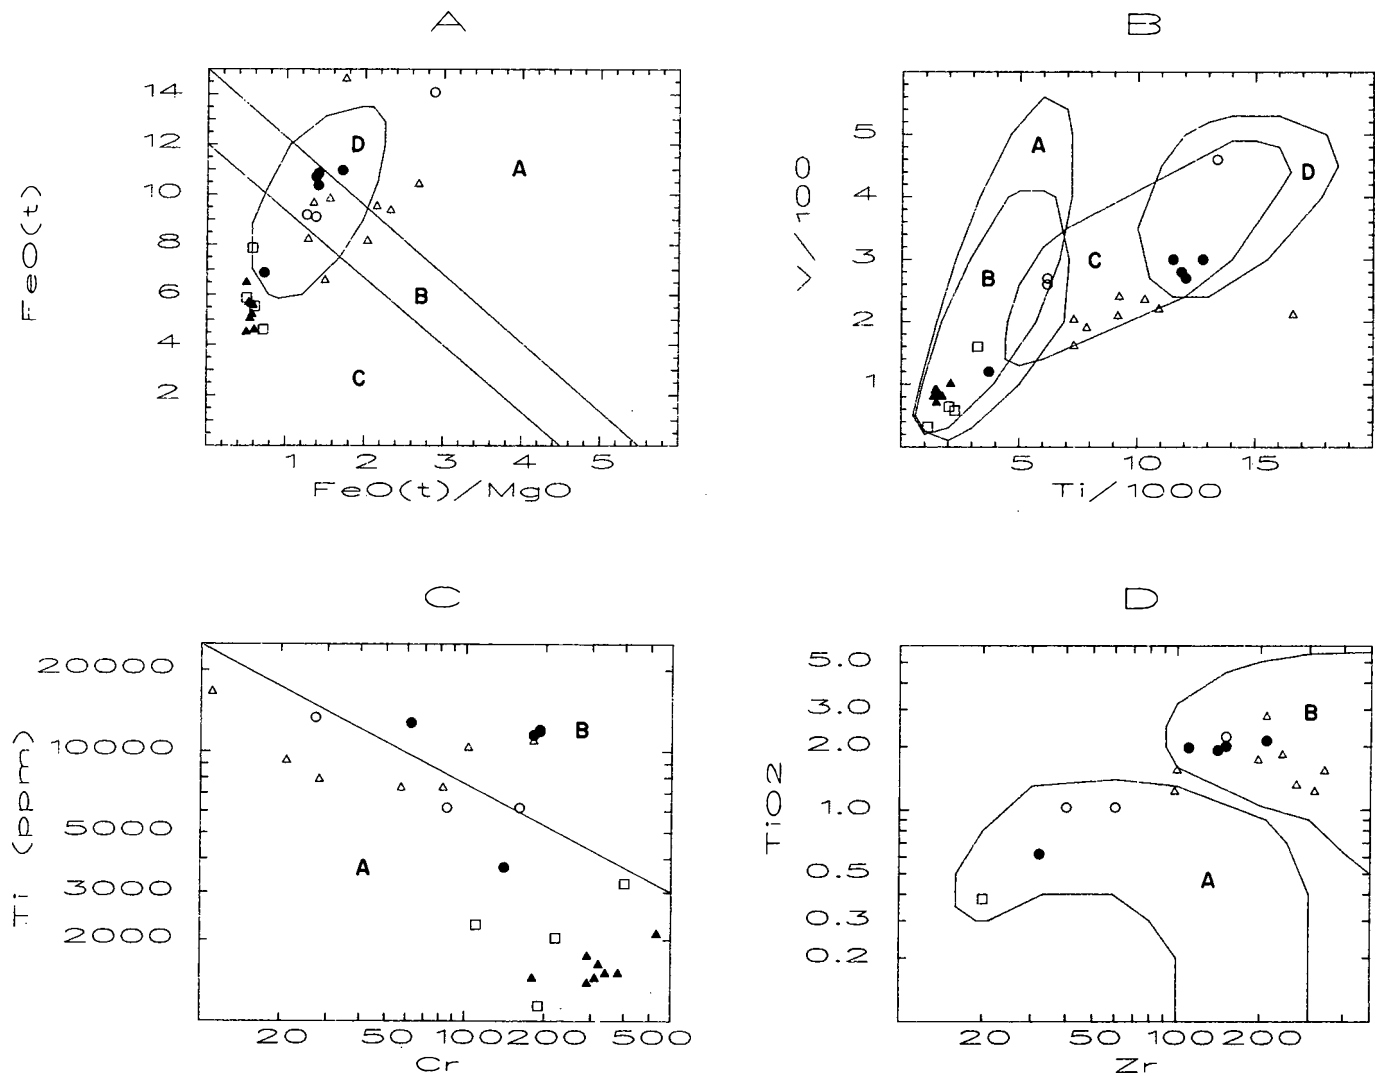 A
14
12
10
8
6
4
2
FeO(t)
D
A
B
C
1 2 3 4 5
FeO(t)/MgO
B
5
4
3
2
1
V/100
A
D
C
B
5 10 15
Ti/1000
C
20000
10000
5000
3000
2000
Ti (ppm)
B
A
20 50 100 200 500
Cr
D
5.0
3.0
2.0
1.0
0.5
0.3
0.2
TiO2
B
A
20 50 100 200
Zr